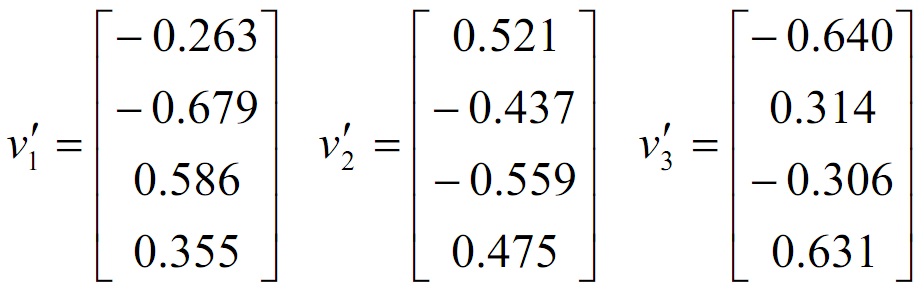 v′₁ = [ − 0.263 − 0.679 0.586 0.355 ] v′₂ = [ 0.521 − 0.437 − 0.559 0.475 ] v′₃ = [ − 0.640 0.314 − 0.306 0.631 ]